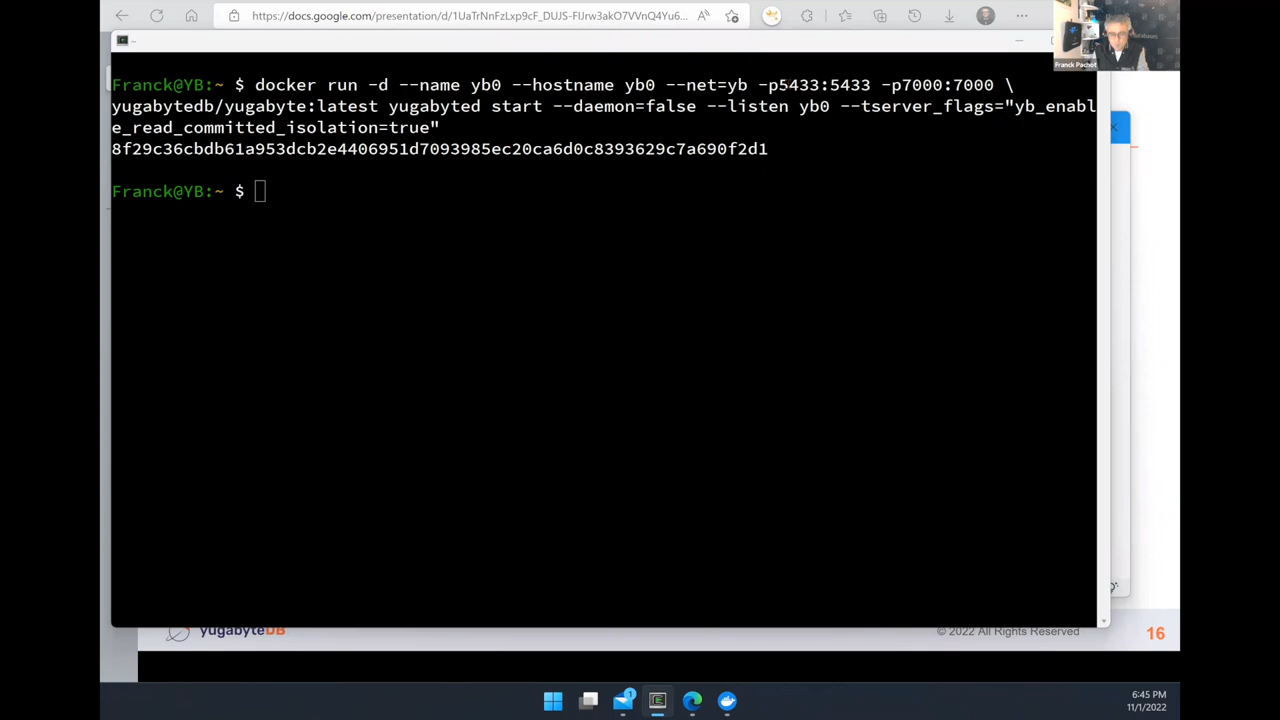 https://docs.google.com/presentation/d/1UaTrNnFzLxp9cF_DUJS-FIJrw3akO7VVnQ4Yu6...
Franck Pachot
Franck@YB:~ $ docker run -d --name yb0 --hostname yb0 --net=yb -p5433:5433 -p7000:7000 \
yugabytedb/yugabyte:latest yugabyted start --daemon=false --listen yb0 --tserver_flags="yb_enabl
e_read_committed_isolation=true"
8f29c36cbdb61a953dcb2e4406951d7093985ec20ca6d0c8393629c7a690f2d1
Franck@YB:~ $
yugabyteDB
© 2022 All Rights Reserved
16
1
6:45 PM
11/1/2022